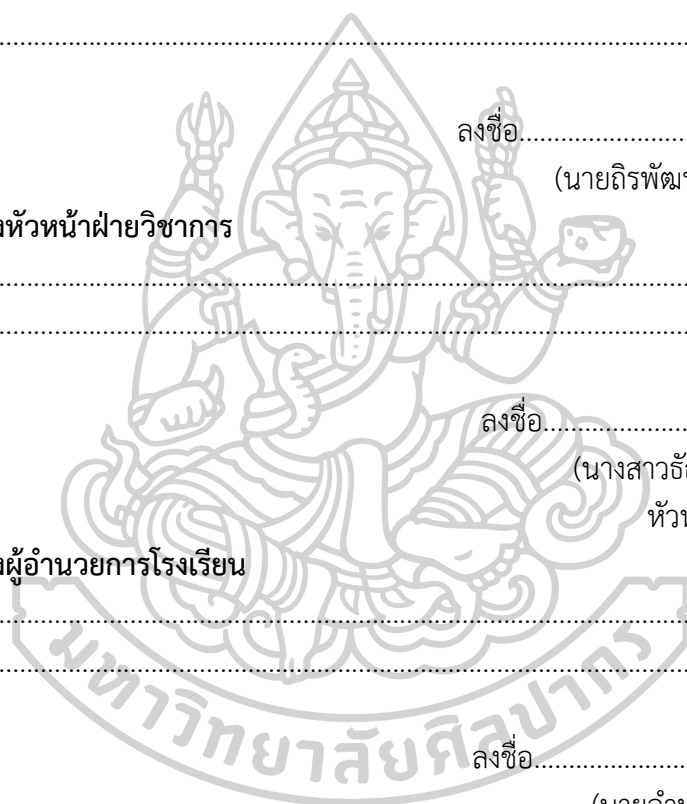 ....................................................................................................
ลงชื่อ........................
(นายถิรพัฒ
งหัวหน้าฝ่ายวิชาการ
....................................................................................................
....................................................................................................
ลงชื่อ.....................
(นางสาวธั
หัว
งผู้อำนวยการโรงเรียน
....................................................................................................
....................................................................................................
มหาวิทยาลัยศิลปากร
ลงชื่อ......................